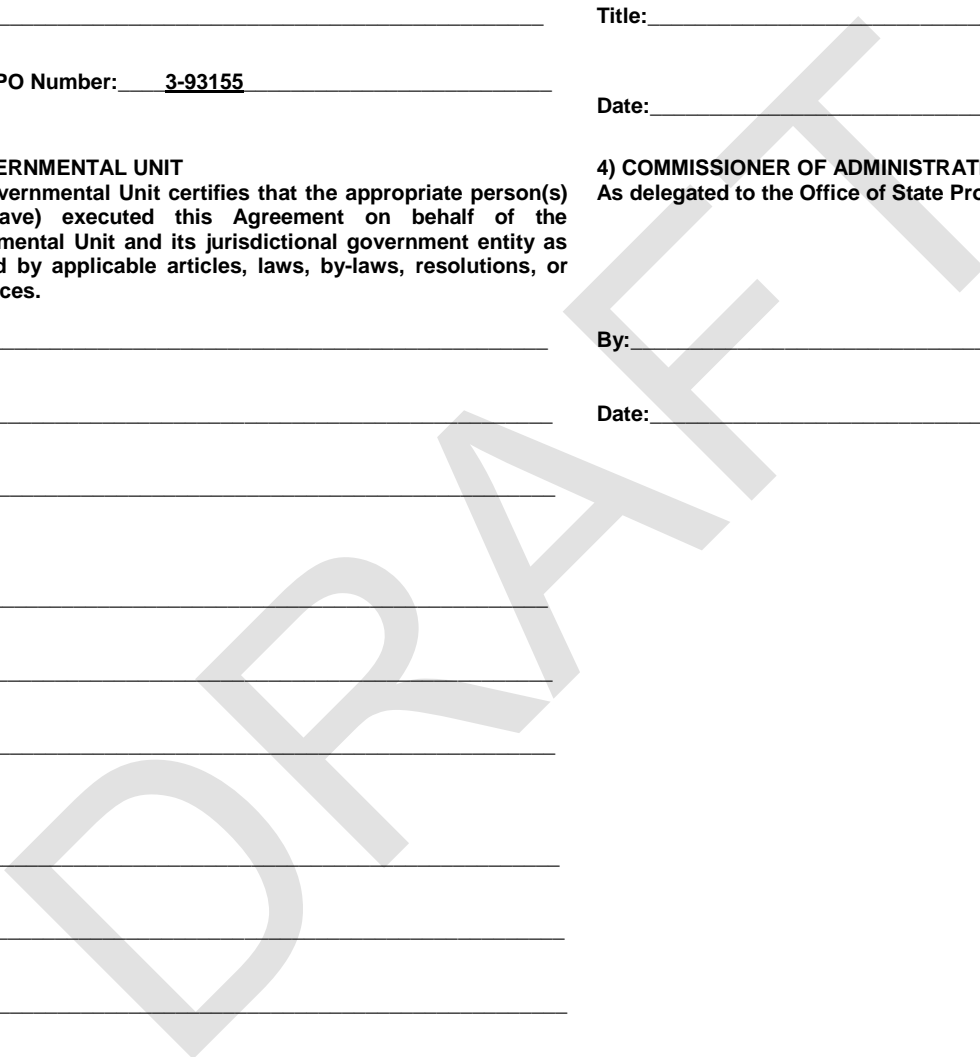 Title:
PO Number: 3-93155
Date:
ERNMENTAL UNIT
vernmental Unit certifies that the appropriate person(s)
ave) executed this Agreement on behalf of the
mental Unit and its jurisdictional government entity as
d by applicable articles, laws, by-laws, resolutions, or
ces.
4) COMMISSIONER OF ADMINISTRATI
As delegated to the Office of State Pro
By:
Date:
DRAFT